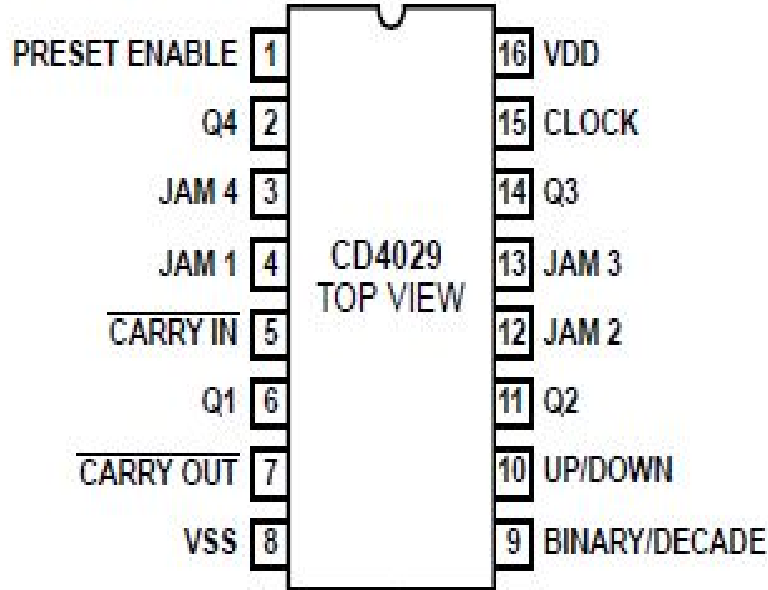 PRESET ENABLE 1
Q4 2
JAM 4 3
JAM 1 4
CARRY IN 5
Q1 6
CARRY OUT 7
VSS 8
CD4029
TOP VIEW
16 VDD
15 CLOCK
14 Q3
13 JAM 3
12 JAM 2
11 Q2
10 UP/DOWN
9 BINARY/DECADE